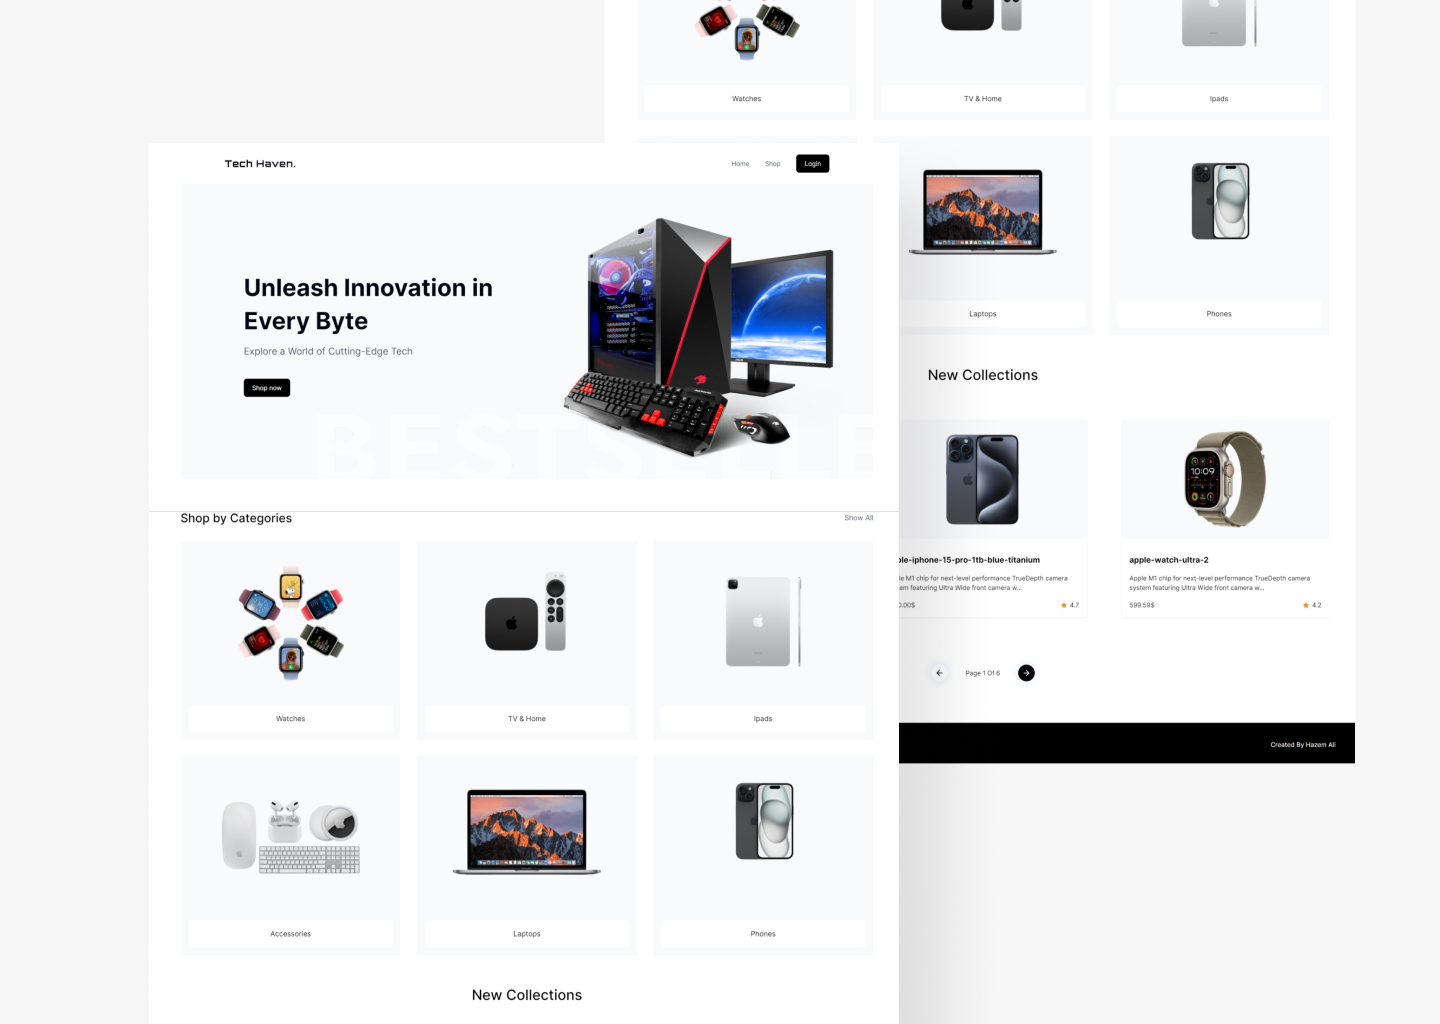 Watches
TV & Home
Ipads
Tech Haven.
Home
Shop
Login
Unleash Innovation in
Every Byte
Explore a World of Cutting-Edge Tech
Shop now
BESTSELLE
Laptops
Phones
New Collections
Shop by Categories
Show All
10:09
ple-iphone-15-pro-1tb-blue-titanium
le M1 chip for next-level performance TrueDepth camera
em featuring Ultra Wide front camera w...
0.00$
4.7
apple-watch-ultra-2
Apple M1 chip for next-level performance TrueDepth camera
system featuring Ultra Wide front camera w...
599.59$
4.2
Page 1 Of 6
Created By Hazem Ali
Watches
TV & Home
Ipads
Accessories
Laptops
Phones
New Collections